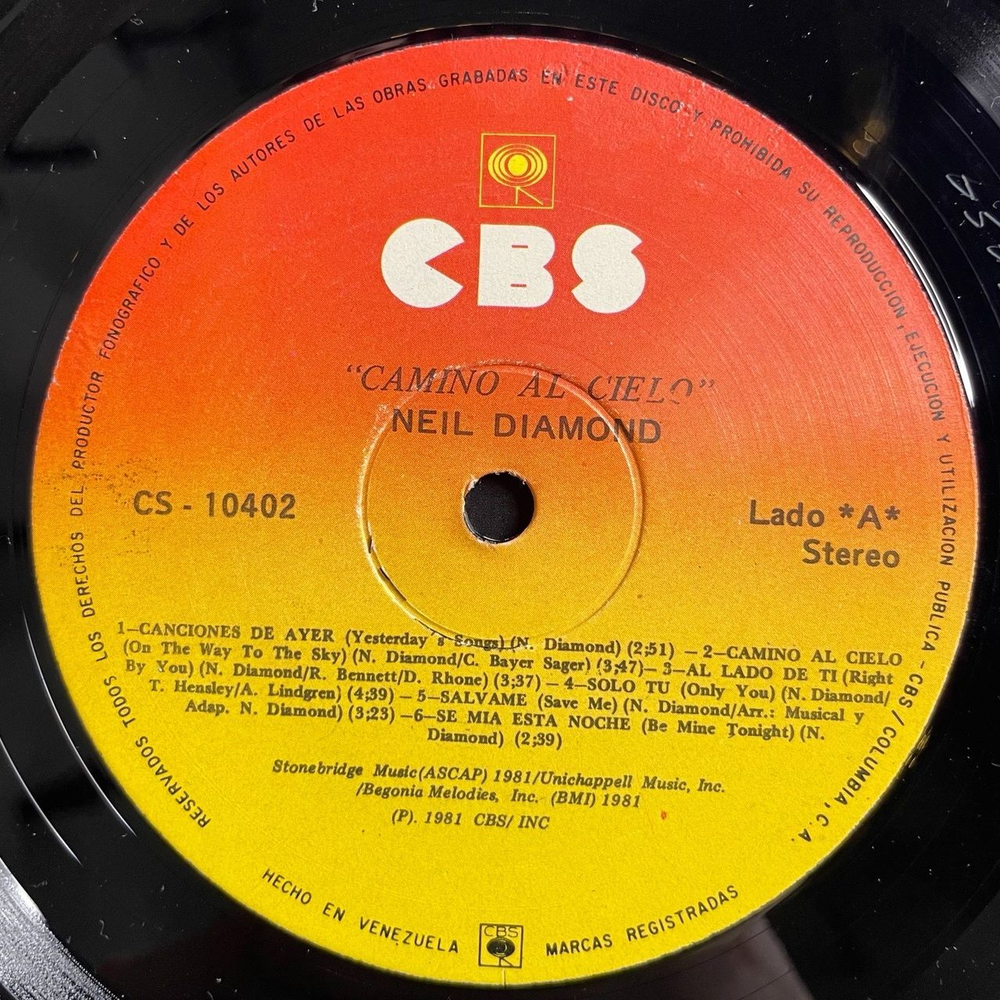 RESERVADOS TODOS LOS DERECHOS DEL PRODUCTOR FONOGRAFICO Y DE LOS AUTORES DE LAS OBRAS GRABADAS EN ESTE DISCO Y PROHIBIDA SU REPRODUCCION, EJECUCION Y UTILIZACION PUBLICA - CBS/COLUMBIA, C.A.
CBS
“CAMINO AL CIELO”
NEIL DIAMOND
CS - 10402
Lado *A*
Stereo
1—CANCIONES DE AYER (Yesterday's Songs) (N. Diamond) (2;51) — 2—CAMINO AL CIELO
(On The Way To The Sky) (N. Diamond/C. Bayer Sager) (3;47)— 3—AL LADO DE TI (Right
By You) (N. Diamond/R. Bennett/D. Rhone) (3;37) —4—SOLO TU (Only You) (N. Diamond/
T. Hensley/A. Lindgren) (4;39) — 5—SALVAME (Save Me) (N. Diamond/Arr.: Musical y
Adap. N. Diamond) (3;23) —6—SE MIA ESTA NOCHE (Be Mine Tonight) (N.
Diamond) (2;39)
Stonebridge Music(ASCAP) 1981/Unichappell Music, Inc.
/Begonia Melodies, Inc. (BMI) 1981
(P). 1981 CBS/ INC
HECHO EN VENEZUELA
CBS
MARCAS REGISTRADAS